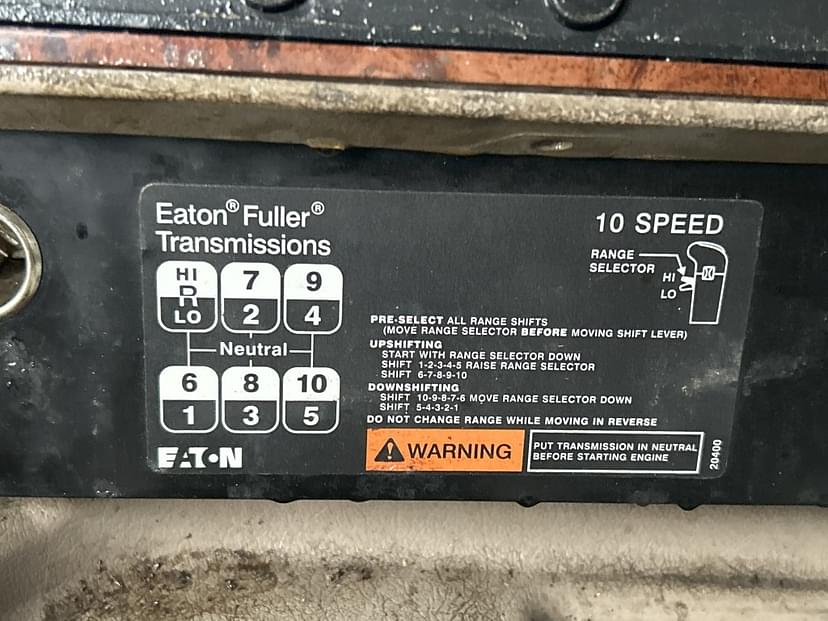 Eaton® Fuller®
Transmissions
10 SPEED
RANGE
SELECTOR
HI
LO
HI
R
LO
7
2
9
4
Neutral
6
1
8
3
10
5
PRE-SELECT ALL RANGE SHIFTS
(MOVE RANGE SELECTOR BEFORE MOVING SHIFT LEVER)
UPSHIFTING
START WITH RANGE SELECTOR DOWN
SHIFT 1-2-3-4-5 RAISE RANGE SELECTOR
SHIFT 6-7-8-9-10
DOWNSHIFTING
SHIFT 10-9-8-7-6 MOVE RANGE SELECTOR DOWN
SHIFT 5-4-3-2-1
DO NOT CHANGE RANGE WHILE MOVING IN REVERSE
EATON
WARNING
PUT TRANSMISSION IN NEUTRAL
BEFORE STARTING ENGINE
20400